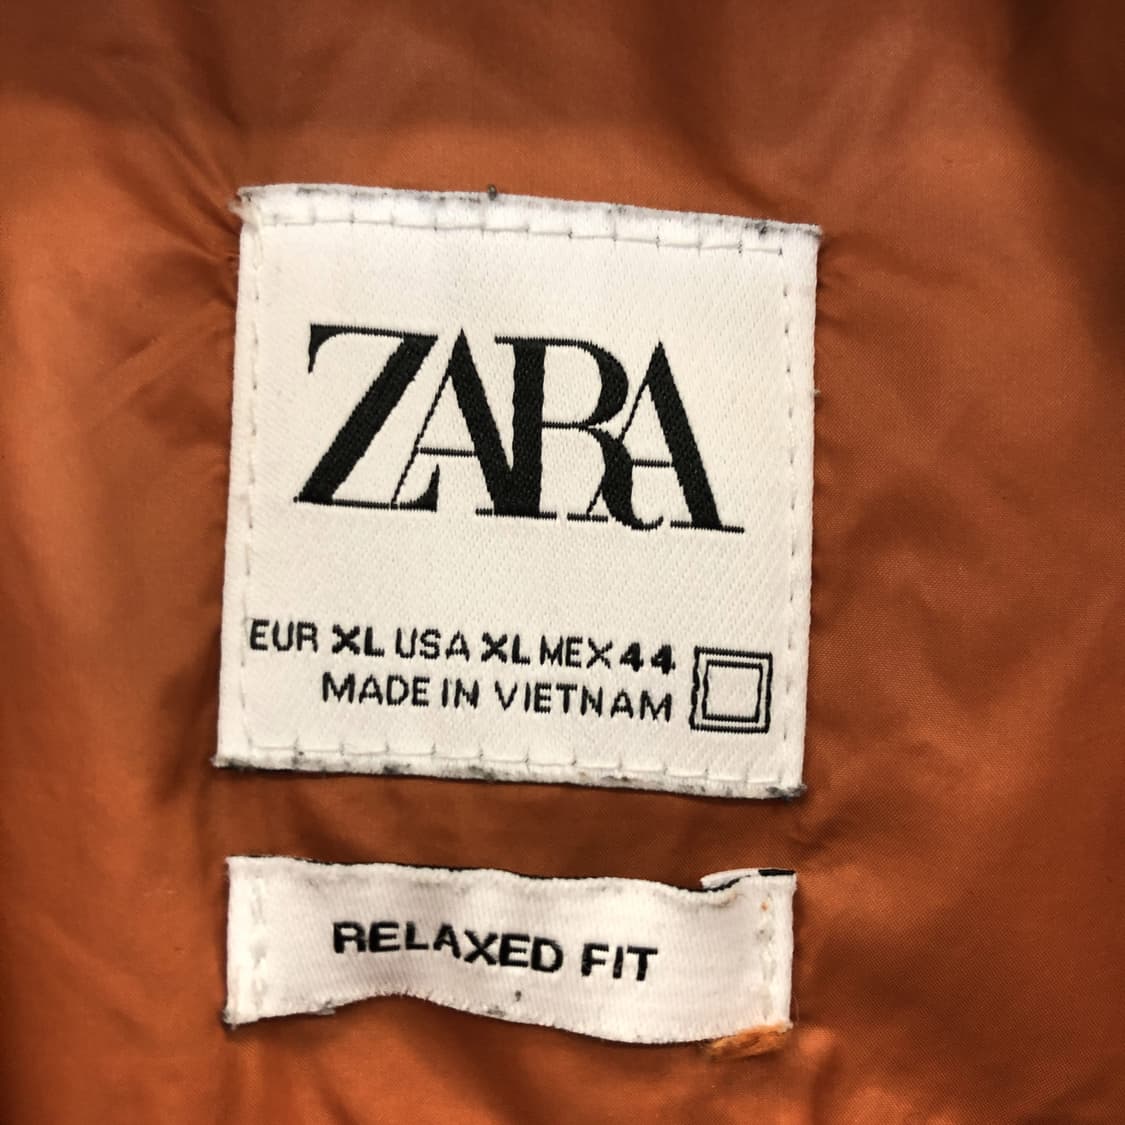 ZARA
EUR XL USA XL MEX 44
MADE IN VIETNAM
RELAXED FIT